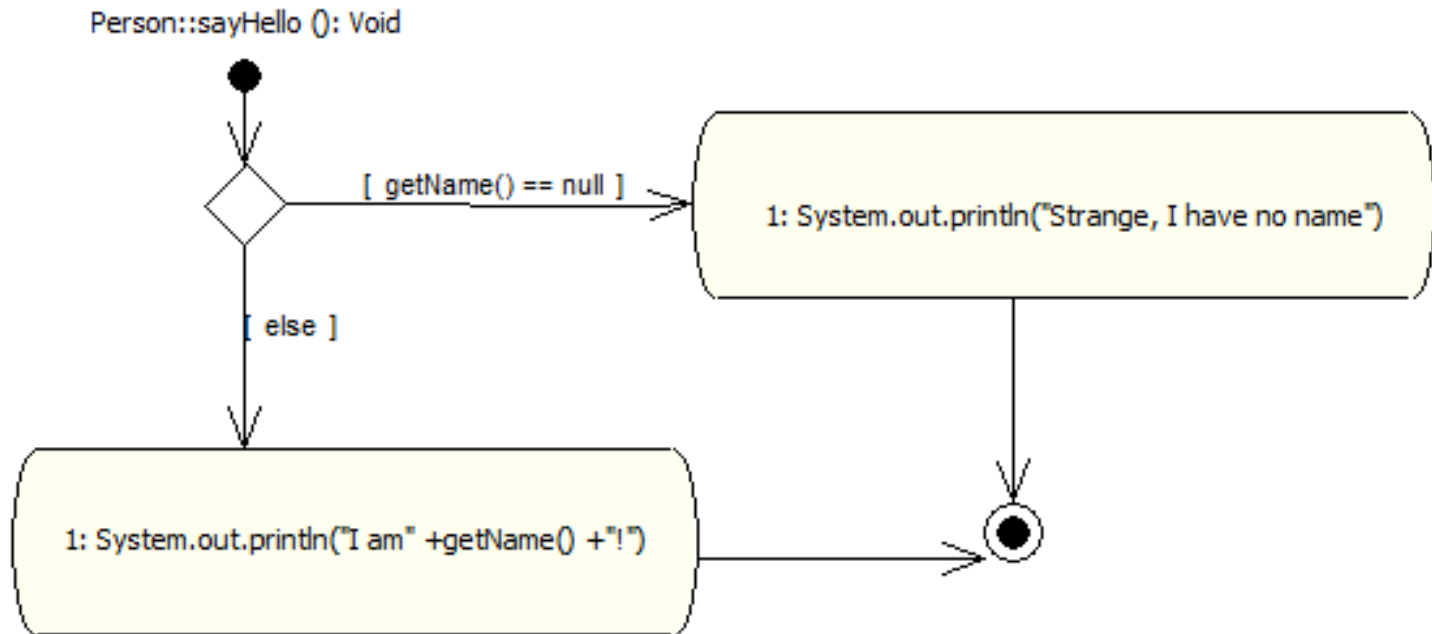 Person::sayHello (): Void
[ getName() == null ]
1: System.out.println("Strange, I have no name")
[ else ]
1: System.out.println("I am" +getName() +"!")